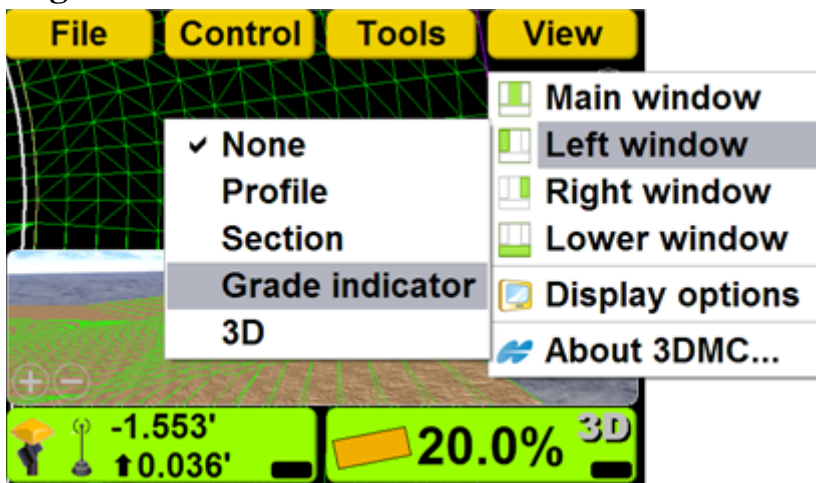 File Control Tools View
Main window
Left window
Right window
Lower window
Display options
About 3DMC...
None
Profile
Section
Grade indicator
3D
-1.553'
0.036'
20.0%
3D